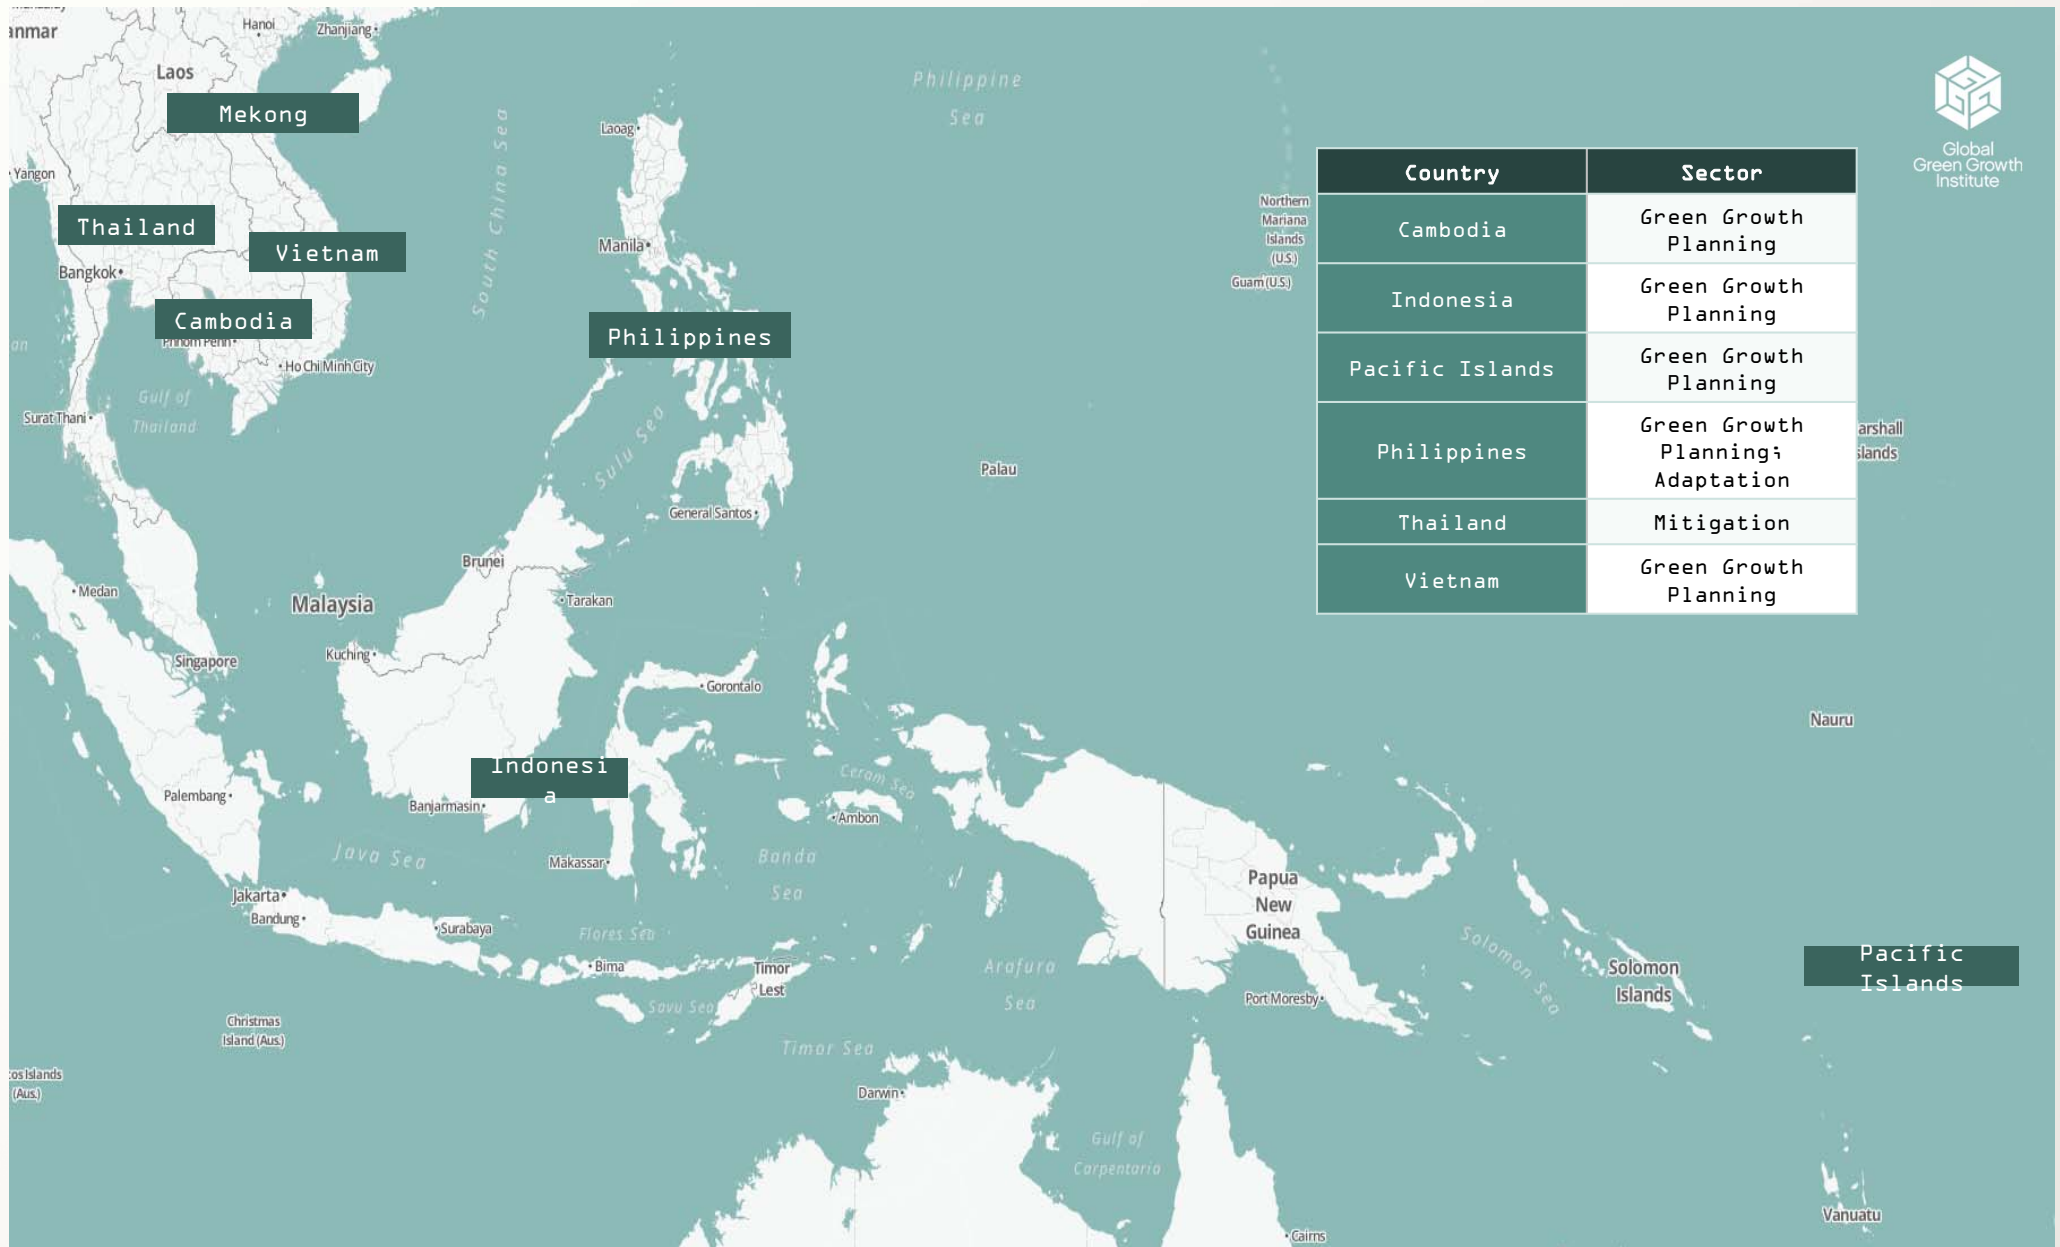 anmar
Hanoi
Zhanjiang
Laos
Mekong
Philippine
Sea
South China Sea
Laoag
Yangon
Thailand
Vietnam
Manila
Bangkok
Cambodia
Phnom Penh
Ho Chi Minh City
an
Gulf of
Thailand
Surat Thani
Philippines
Sulu Sea
General Santos
Palau
Northern
Mariana
Islands
(U.S.)
Guam (U.S.)
Global
Green Growth
Institute
Country Sector
Cambodia Green Growth
Planning
Indonesia Green Growth
Planning
Pacific Islands Green Growth
Planning
Philippines Green Growth
Planning;
Adaptation
Thailand Mitigation
Vietnam Green Growth
Planning
arshall
slands
Brunei
Medan
Malaysia
Tarakan
Kuching
Singapore
Gorontalo
Nauru
Indonesi
a
Palembang
Banjarmasin
Ceram Sea
Ambon
Java Sea
Makassar
Banda
Sea
Jakarta
Bandung
Surabaya
Flores Sea
Bima
Timor
Lest
Savu Sea
Arafura
Sea
Papua
New
Guinea
Port Moresby
Solomon Sea
Solomon
Islands
Pacific
Islands
Christmas
Island (Aus.)
Timor Sea
cos Islands
(Aus.)
Darwin
Gulf of
Carpentaria
Cairns
Vanuatu